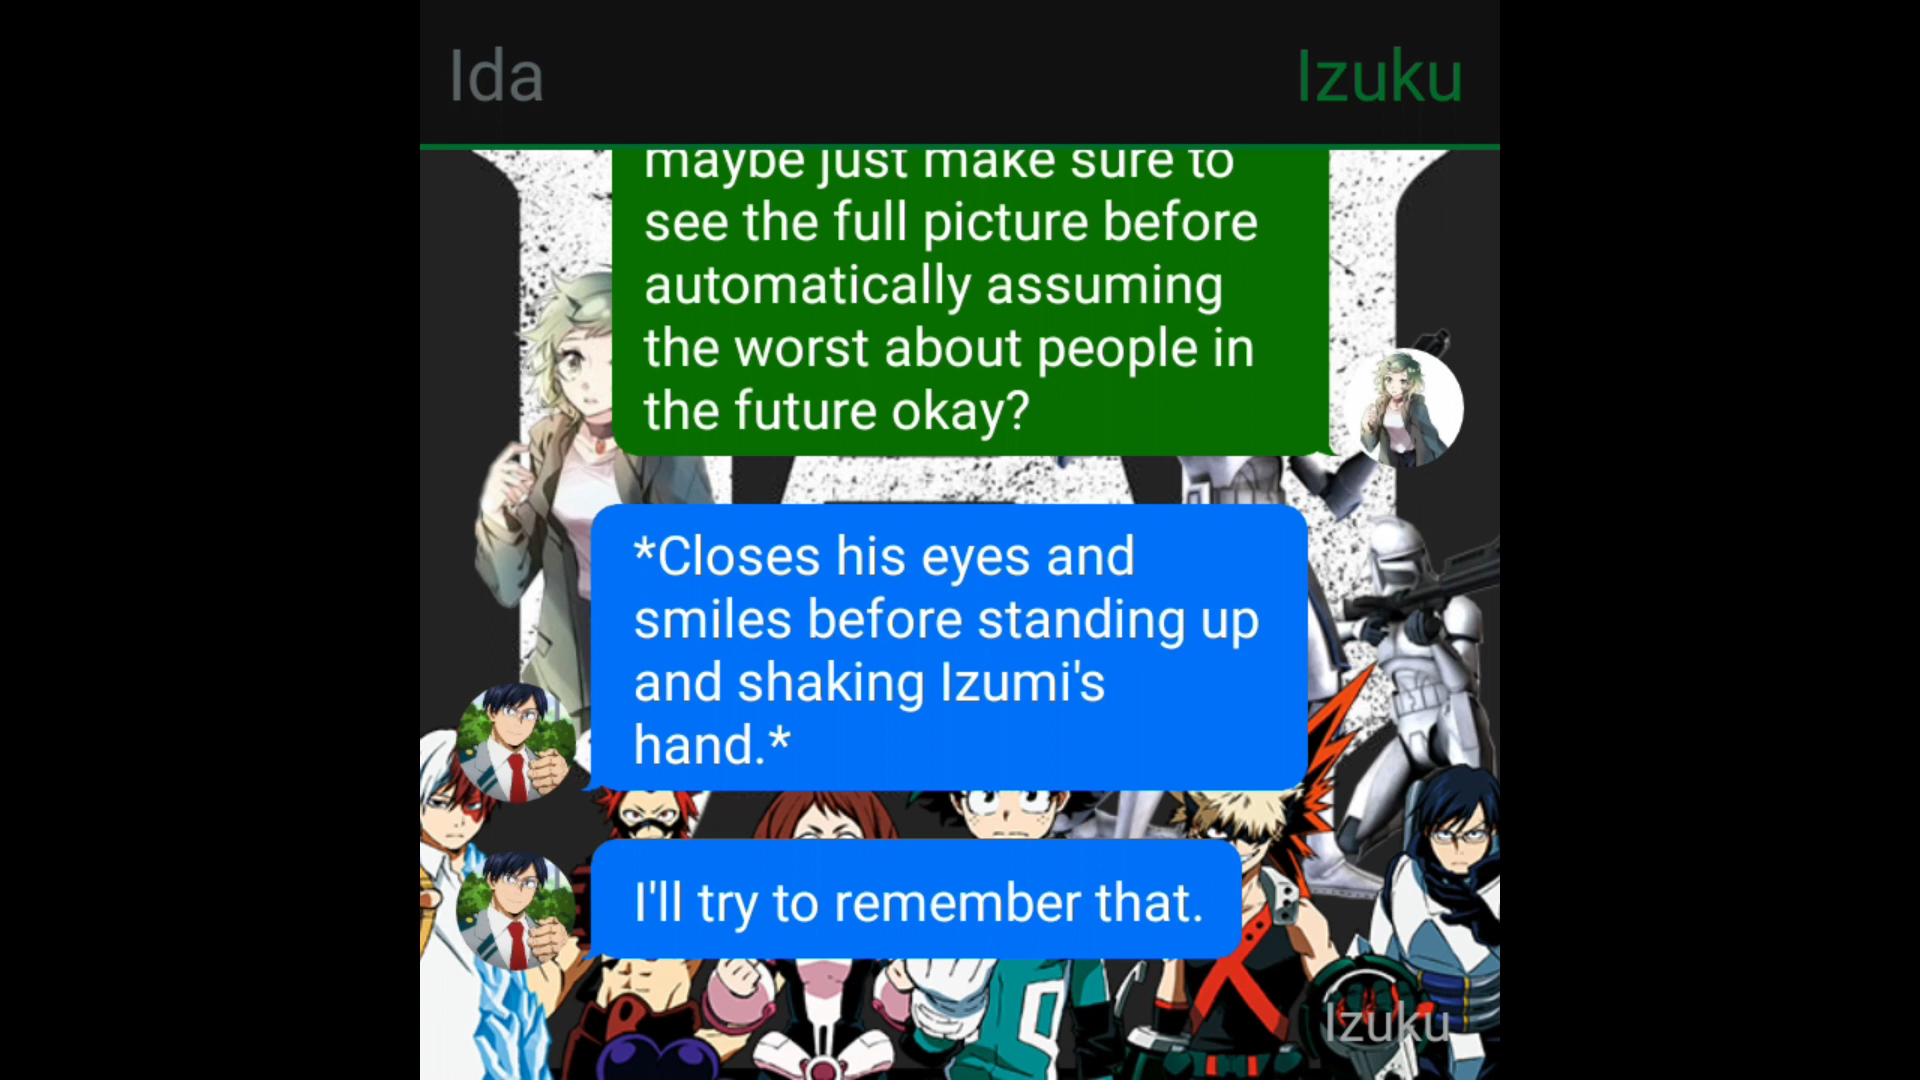 Ida
Izuku
maybe just make sure to
see the full picture before
automatically assuming
the worst about people in
the future okay?
*Closes his eyes and
smiles before standing up
and shaking Izumi's
hand.*
I'll try to remember that.
Izuku